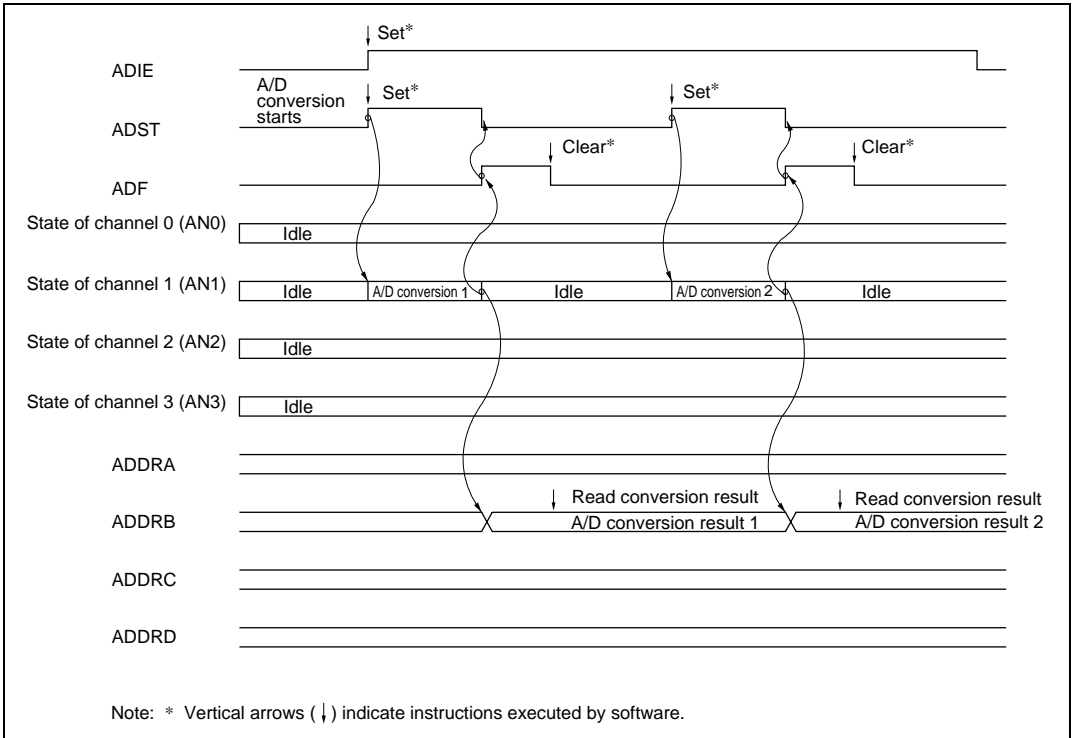 Set*
ADIE
A/D
conversion
starts
Set*
Set*
ADST
Clear*
Clear*
ADF
State of channel 0 (AN0)
Idle
State of channel 1 (AN1)
Idle
A/D conversion 1
Idle
A/D conversion 2
Idle
State of channel 2 (AN2)
Idle
State of channel 3 (AN3)
Idle
ADDRA
Read conversion result
Read conversion result
ADDRB
A/D conversion result 1
A/D conversion result 2
ADDRC
ADDRD
Note: * Vertical arrows (↓) indicate instructions executed by software.